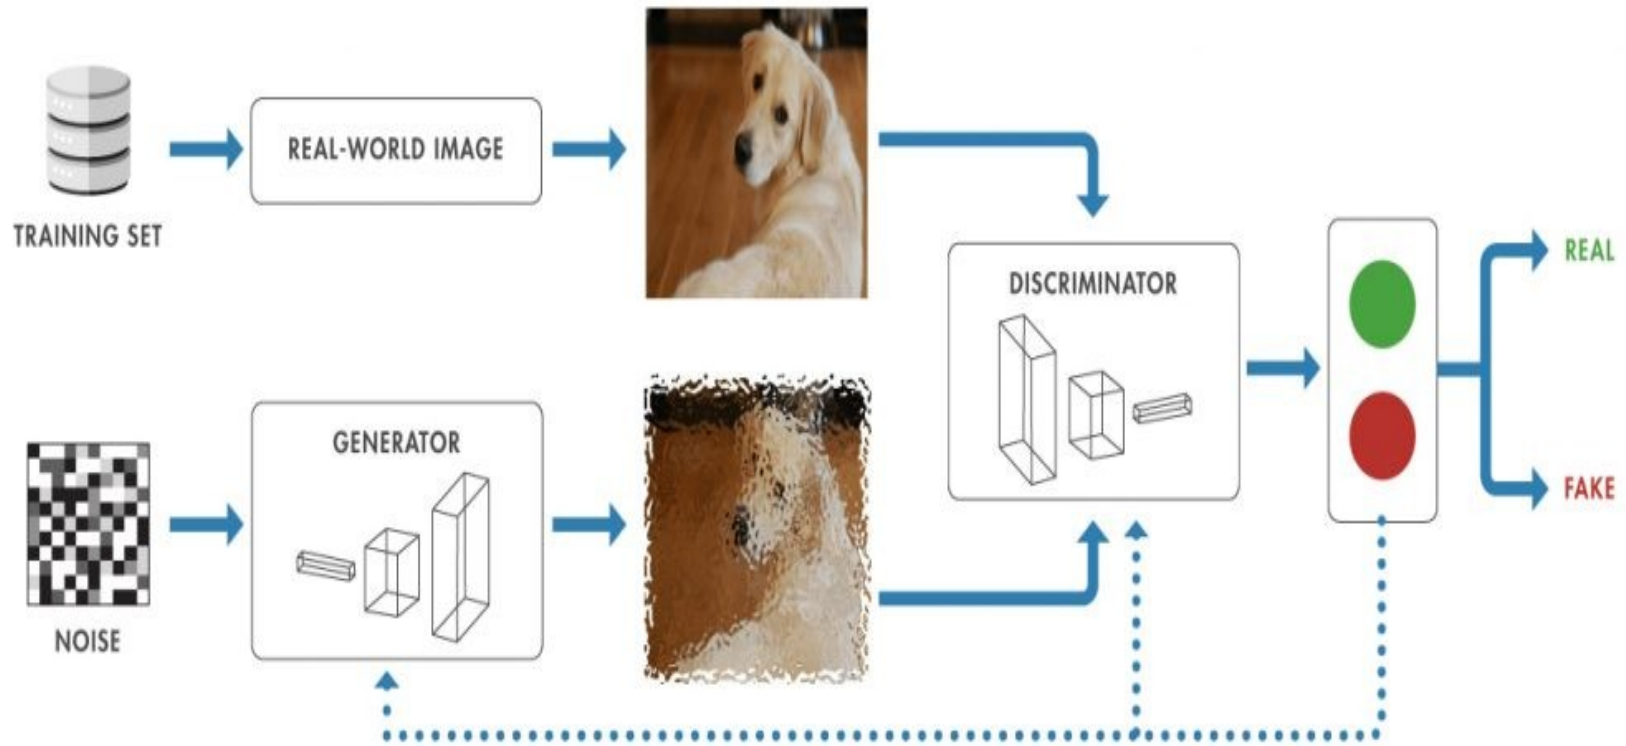 TRAINING SET
REAL-WORLD IMAGE
DISCRIMINATOR
REAL
FAKE
GENERATOR
NOISE